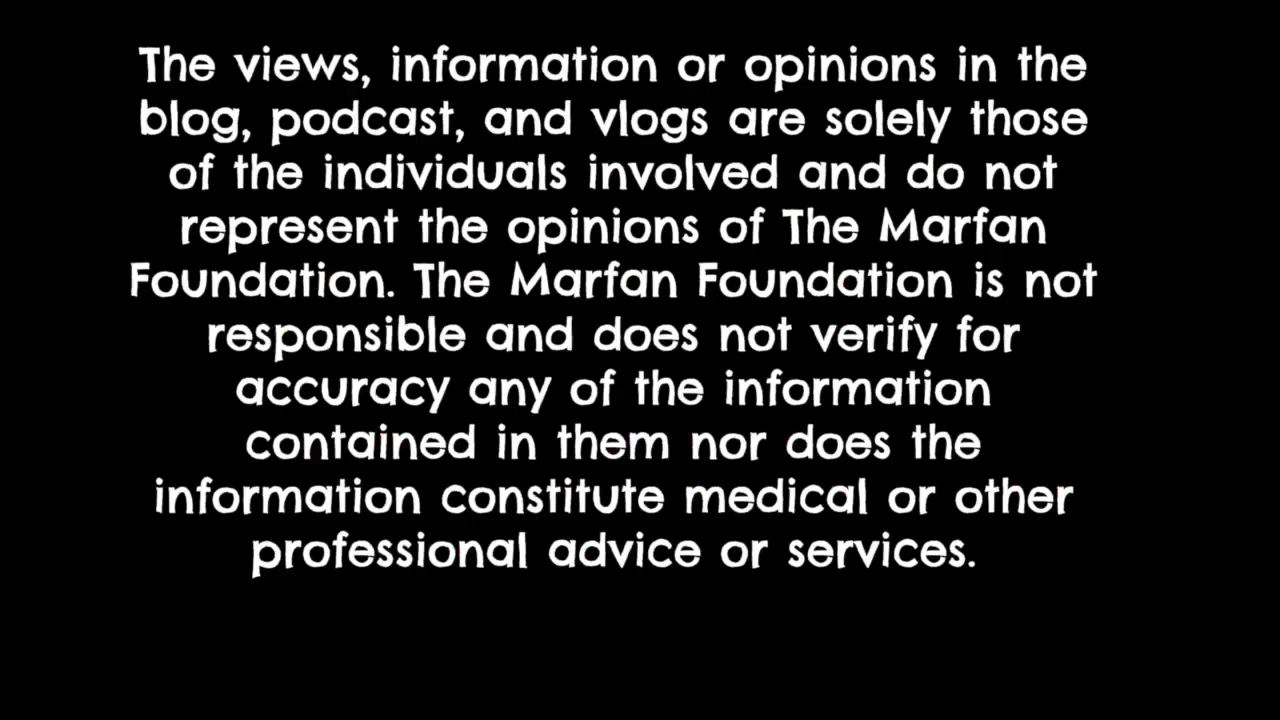 The views, information or opinions in the
blog, podcast, and vlogs are solely those
of the individuals involved and do not
represent the opinions of The Marfan
Foundation. The Marfan Foundation is not
responsible and does not verify for
accuracy any of the information
contained in them nor does the
information constitute medical or other
professional advice or services.